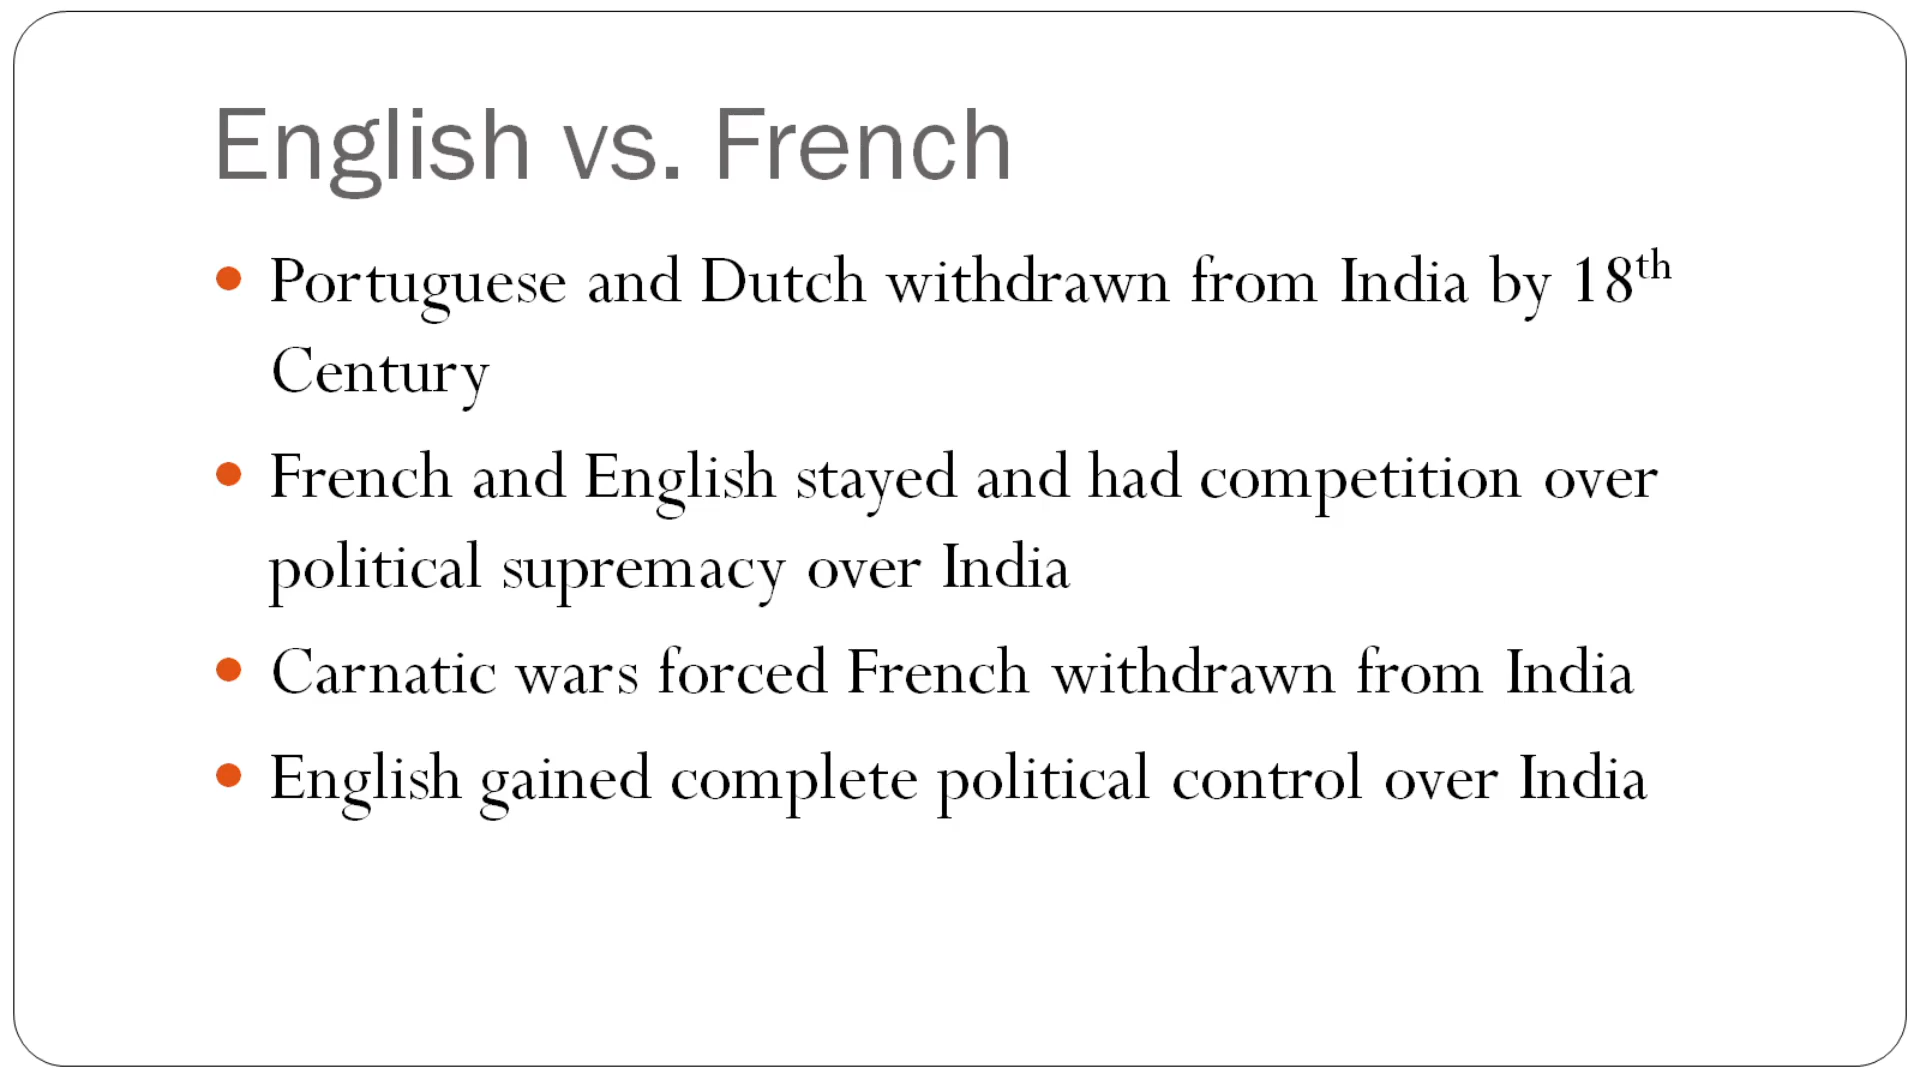 English vs. French
• Portuguese and Dutch withdrawn from India by 18th
Century
• French and English stayed and had competition over
political supremacy over India
• Carnatic wars forced French withdrawn from India
• English gained complete political control over India